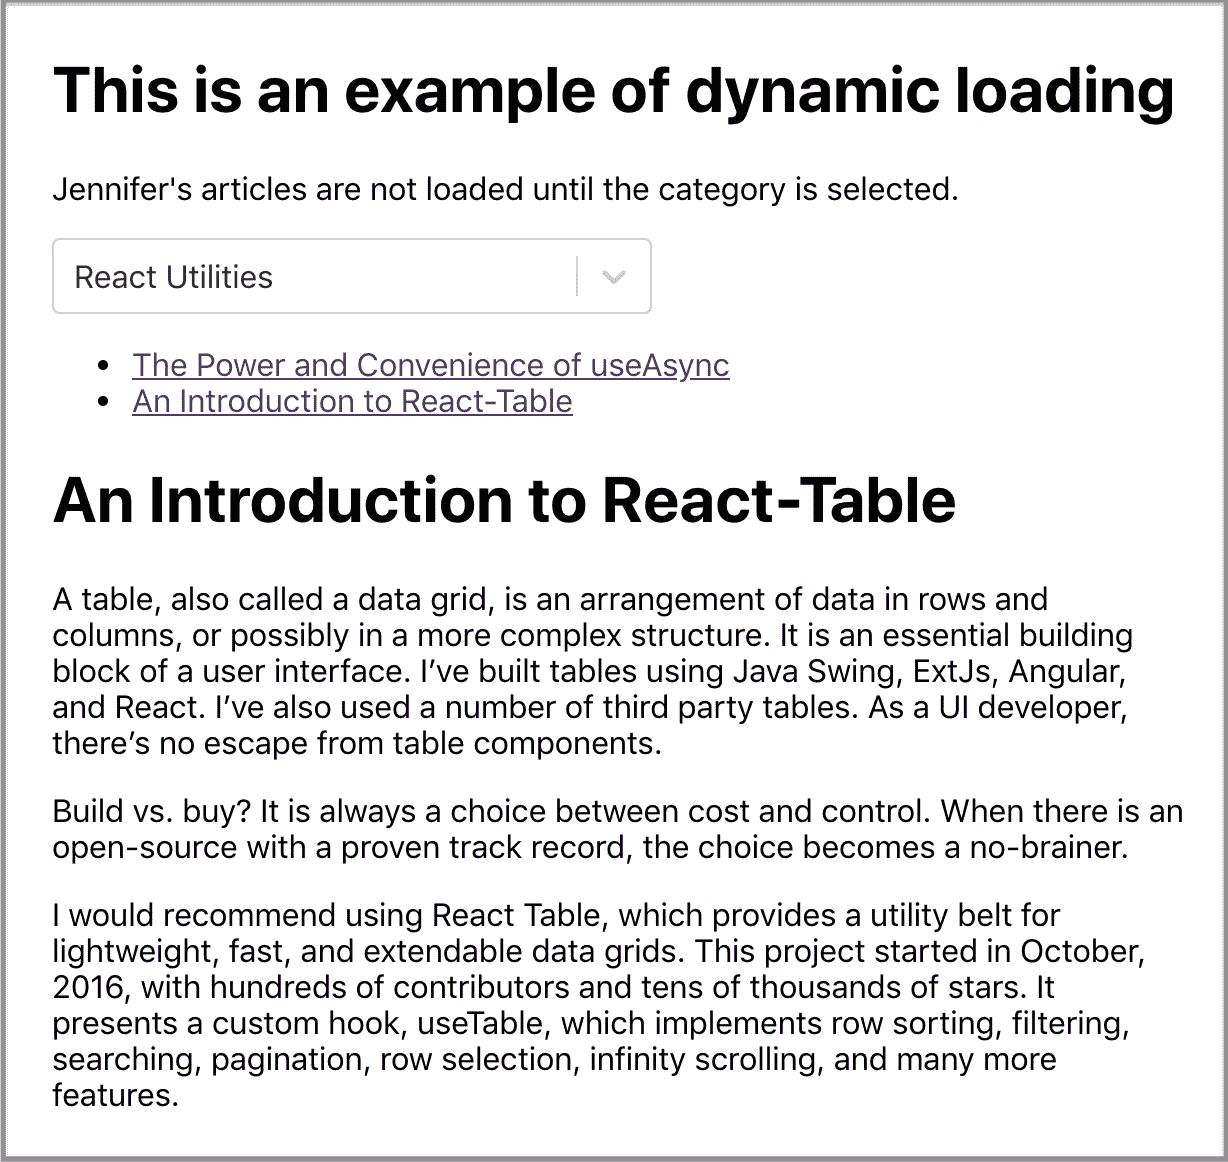 This is an example of dynamic loading
Jennifer's articles are not loaded until the category is selected.
React Utilities
• The Power and Convenience of useAsync
• An Introduction to React-Table
An Introduction to React-Table
A table, also called a data grid, is an arrangement of data in rows and
columns, or possibly in a more complex structure. It is an essential building
block of a user interface. I’ve built tables using Java Swing, ExtJs, Angular,
and React. I’ve also used a number of third party tables. As a UI developer,
there’s no escape from table components.
Build vs. buy? It is always a choice between cost and control. When there is an
open-source with a proven track record, the choice becomes a no-brainer.
I would recommend using React Table, which provides a utility belt for
lightweight, fast, and extendable data grids. This project started in October,
2016, with hundreds of contributors and tens of thousands of stars. It
presents a custom hook, useTable, which implements row sorting, filtering,
searching, pagination, row selection, infinity scrolling, and many more
features.